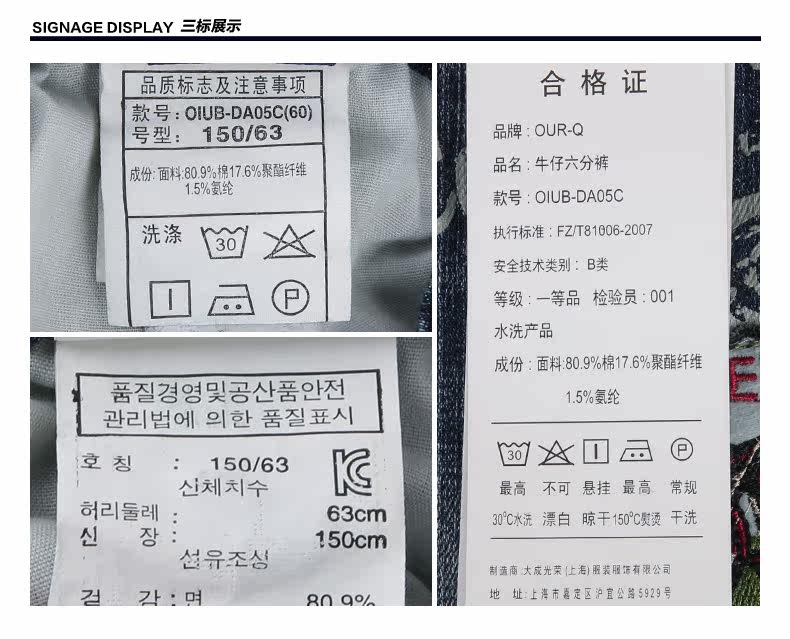 SIGNAGE DISPLAY 三标展示
品质标志及注意事项
款号: OIUB-DA05C(60)
号型: 150/63
成份: 面料:80.9%棉17.6%聚酯纤维
1.5%氨纶
洗涤
30
P
품질경영및공산품안전
관리법에 의한 품질표시
호 칭 : 150/63
신체치수
허리둘레 : 63cm
신 장 : 150cm
섬유조성
겉 감 : 면 80.9%
合格证
品牌 : OUR-Q
品名 : 牛仔六分裤
款号 : OIUB-DA05C
执行标准 : FZ/T81006-2007
安全技术类别 : B类
等级 : 一等品 检验员 : 001
水洗产品
成份 : 面料:80.9%棉17.6%聚酯纤维
1.5%氨纶
30
P
最高 不可 悬挂 最高 常规
30℃水洗 漂白 晾干 150℃熨烫 干洗
制造商:大成光荣(上海)服装服饰有限公司
地 址:上海市嘉定区沪宜公路5929号
E